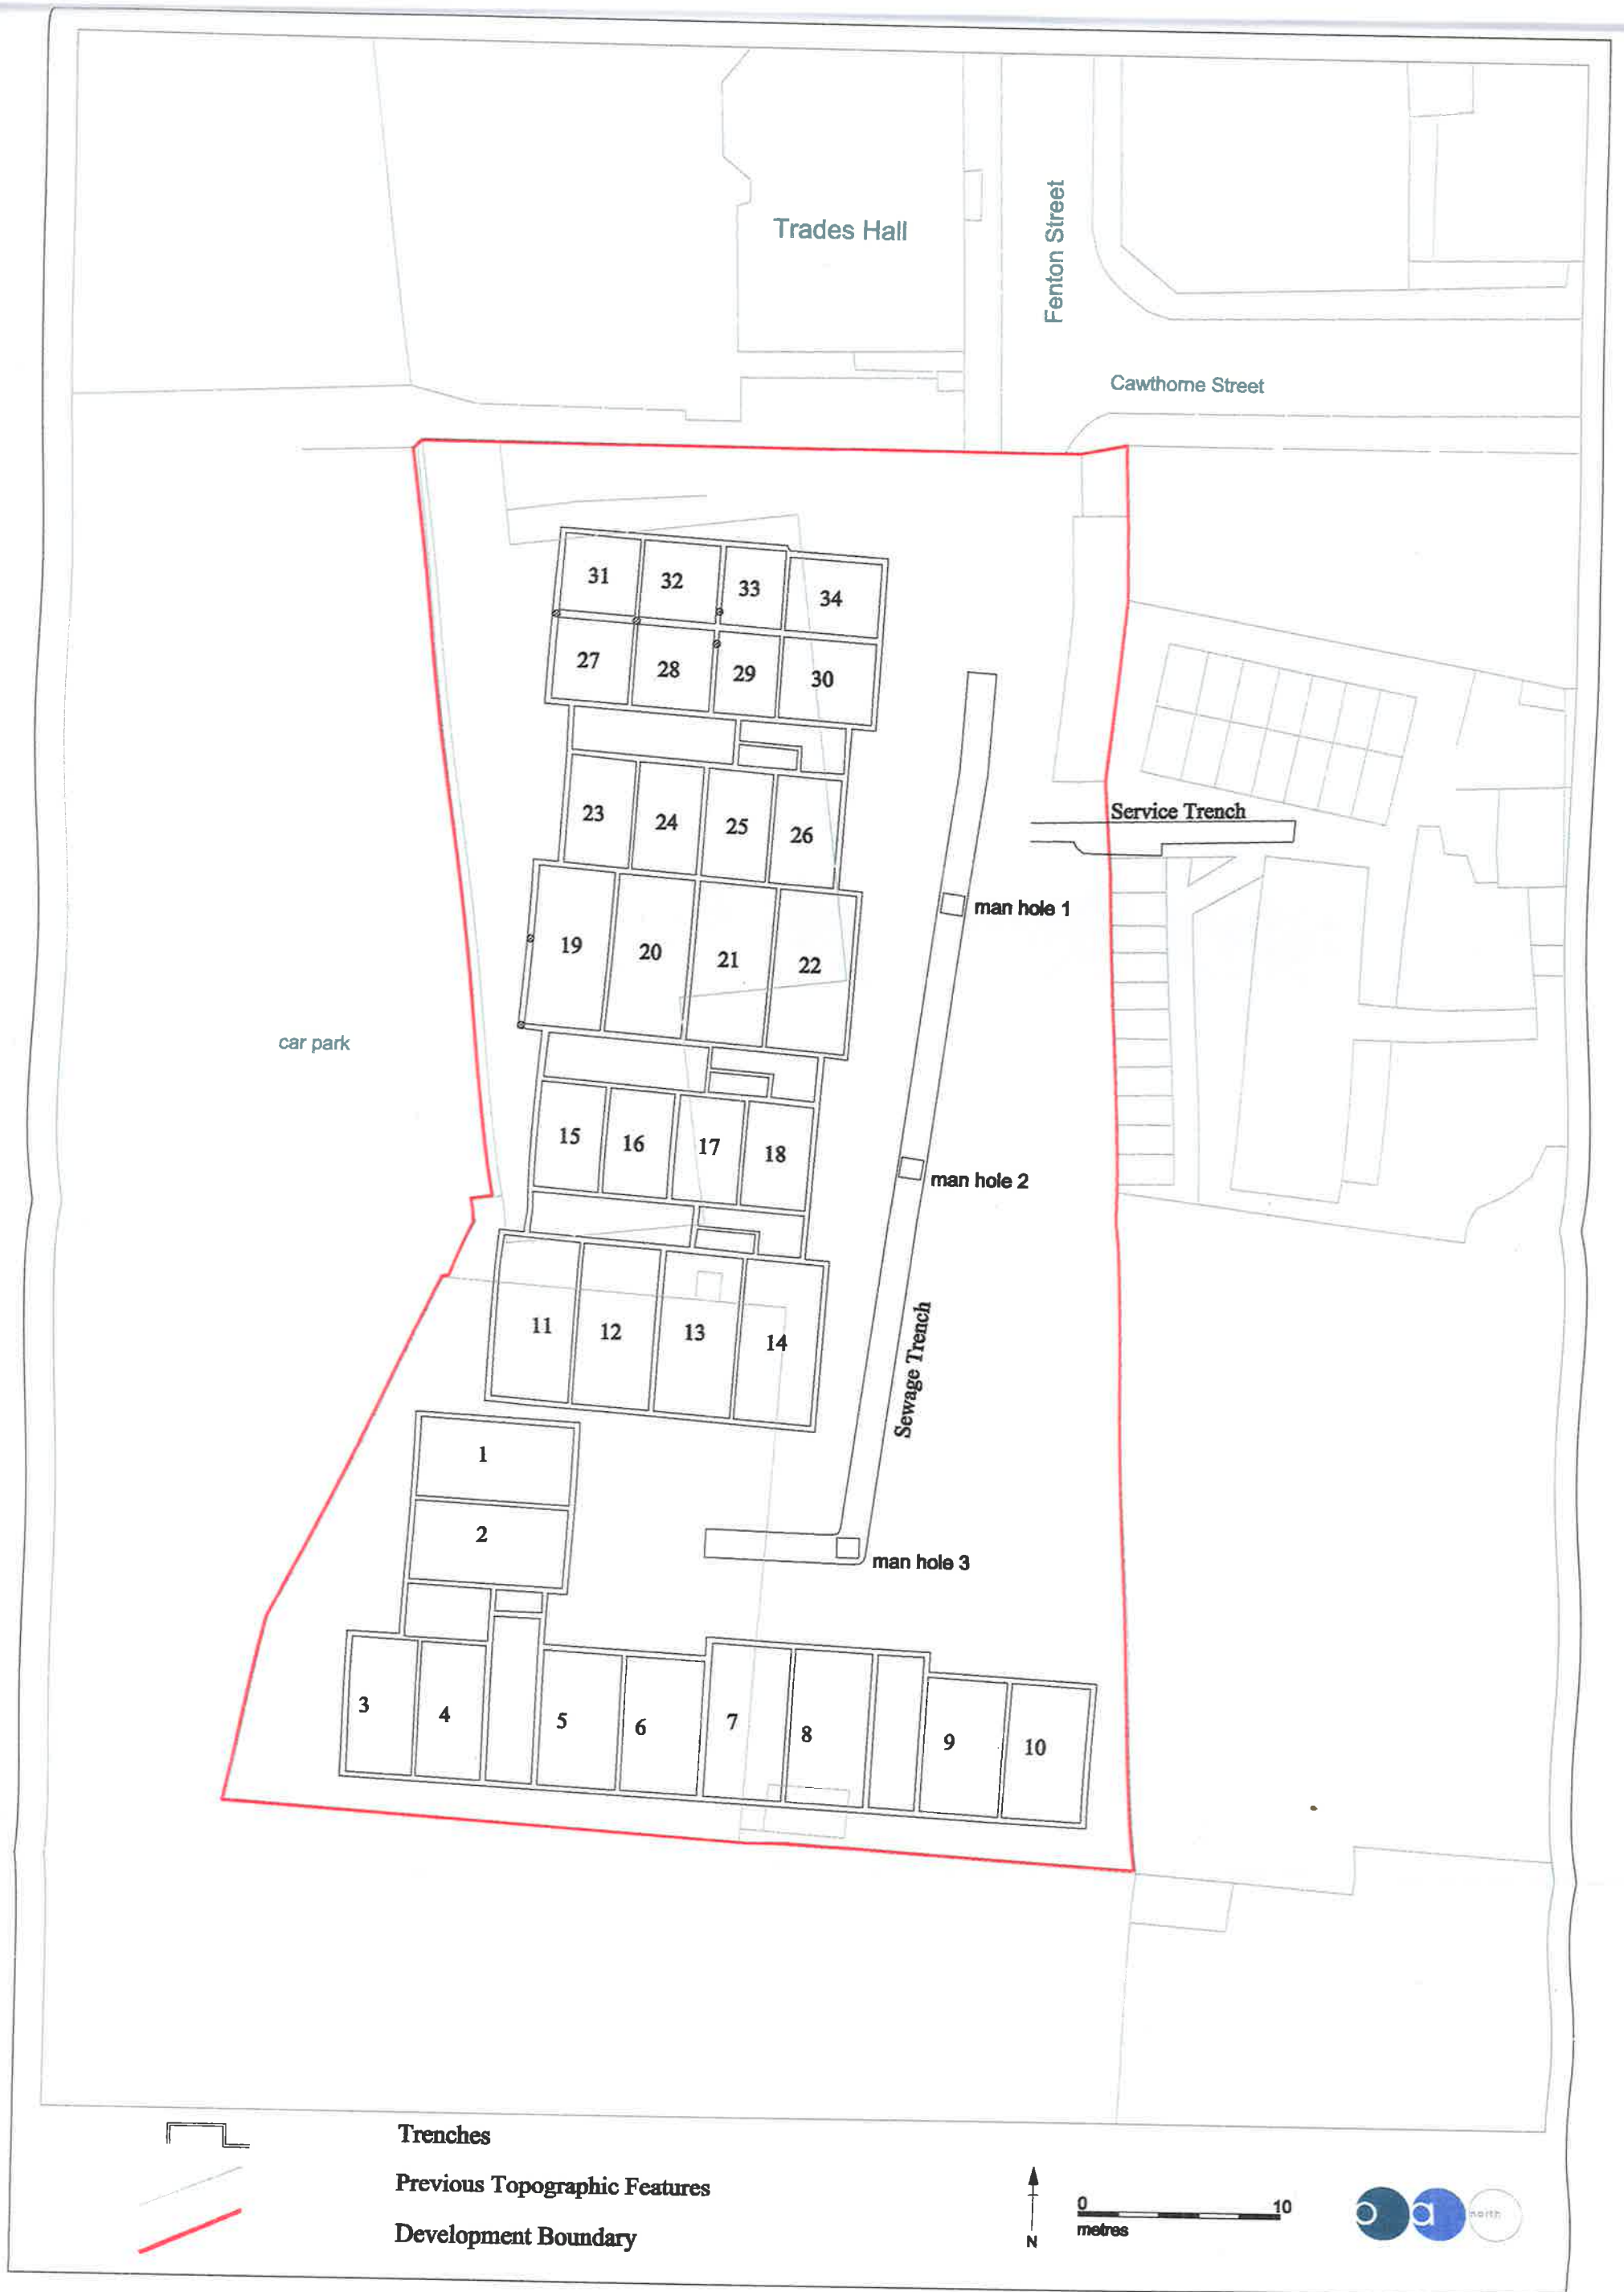 Trades Hall
Fenton Street
Cawthorne Street
31
32
33
34
27
28
29
30
23
24
25
26
Service Trench
man hole 1
19
20
21
22
car park
15
16
17
18
man hole 2
11
12
13
14
Sewage Trench
1
2
man hole 3
3
4
5
6
7
8
9
10
Trenches
Previous Topographic Features
Development Boundary
N
0 10
metres
oa north